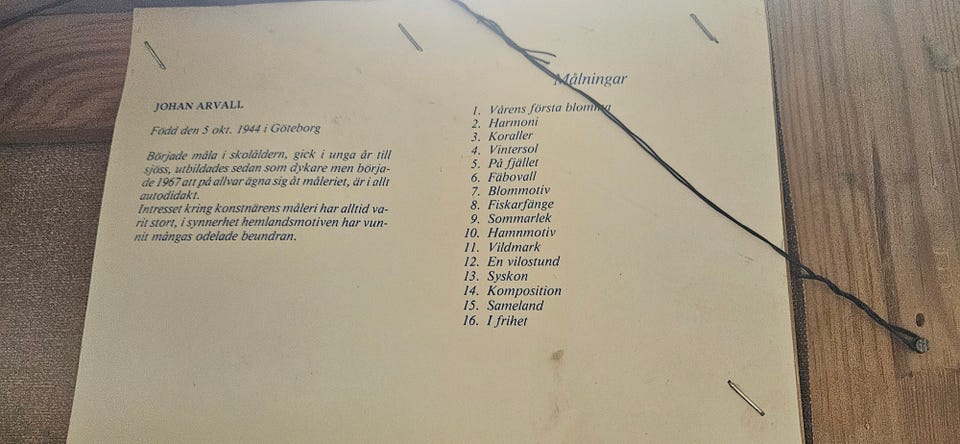 JOHAN ARVALL
Född den 5 okt. 1944 i Göteborg
Började måla i skolåldern, gick i unga år till
sjöss, utbildades sedan som dykare men börja-
de 1967 att på allvar ägna sig åt måleriet, är i allt
autodidakt.
Intresset kring konstnärens måleri har alltid va-
rit stort, i synnerhet hemlandsmotiven har vun-
nit mångas odelade beundran.
Målningar
1. Vårens första blomma
2. Harmoni
3. Koraller
4. Vintersol
5. På fjället
6. Fäbovall
7. Blommotiv
8. Fiskarfänge
9. Sommarlek
10. Hamnmotiv
11. Vildmark
12. En vilostund
13. Syskon
14. Komposition
15. Sameland
16. I frihet